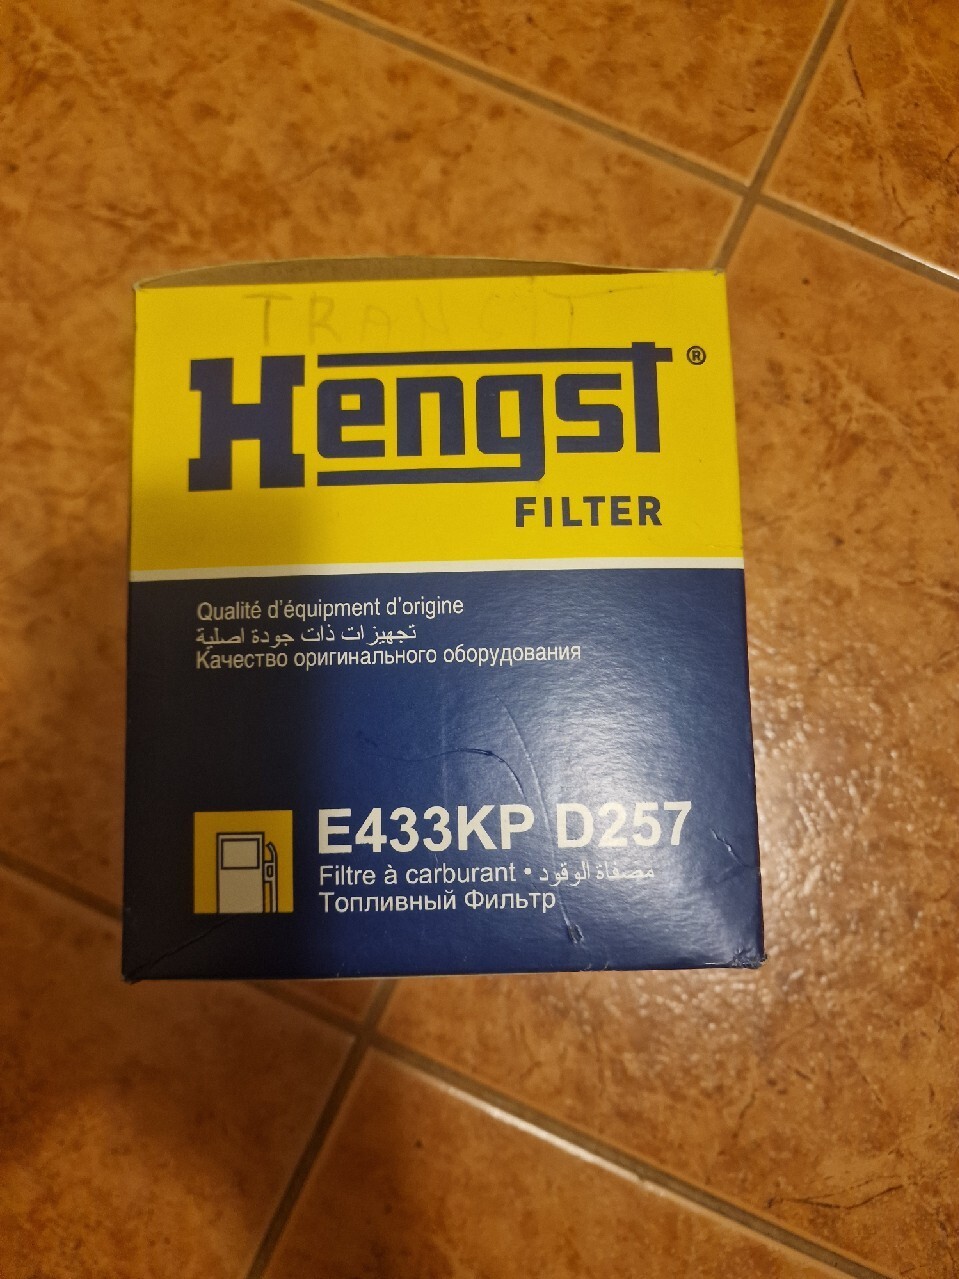 TRANCIT
Hengst®
FILTER
Qualité d'équipment d'origine
تجهيزات ذات جودة اصلية
Качество оригинального оборудования
E433KP D257
Filtre à carburant • مصفاة الوقود
Топливный Фильтр